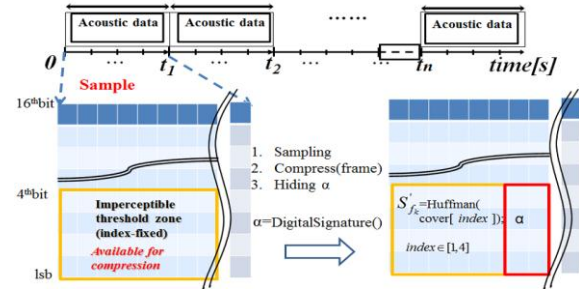 Acoustic data
Acoustic data
……
Acoustic data
0
…
t1
…
t2
…
tn
time[s]
Sample
16thbit
4thbit
lsb
Imperceptible
threshold zone
(index-fixed)
Available for
compression
1. Sampling
2. Compress(frame)
3. Hiding α
α=DigitalSignature()
S'fk=Huffman(
cover[ index ]);
α
index∈[1,4]